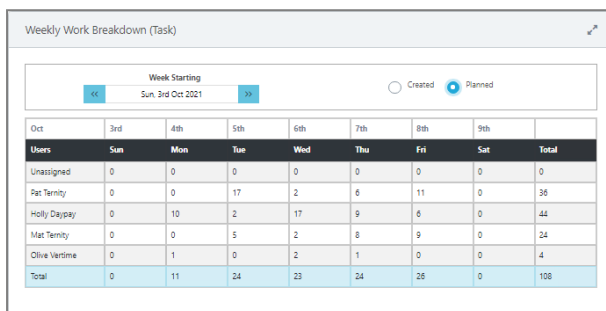 Weekly Work Breakdown (Task)
Week Starting
<< Sun, 3rd Oct 2021 >> Created Planned
Oct 3rd 4th 5th 6th 7th 8th 9th
Users Sun Mon Tue Wed Thu Fri Sat Total
Unassigned 0 0 0 0 0 0 0 0
Pat Ternity 0 0 17 2 6 11 0 36
Holly Daypay 0 10 2 17 9 6 0 44
Mat Ternity 0 0 5 2 8 9 0 24
Olive Vertime 0 1 0 2 1 0 0 4
Total 0 11 24 23 24 26 0 108